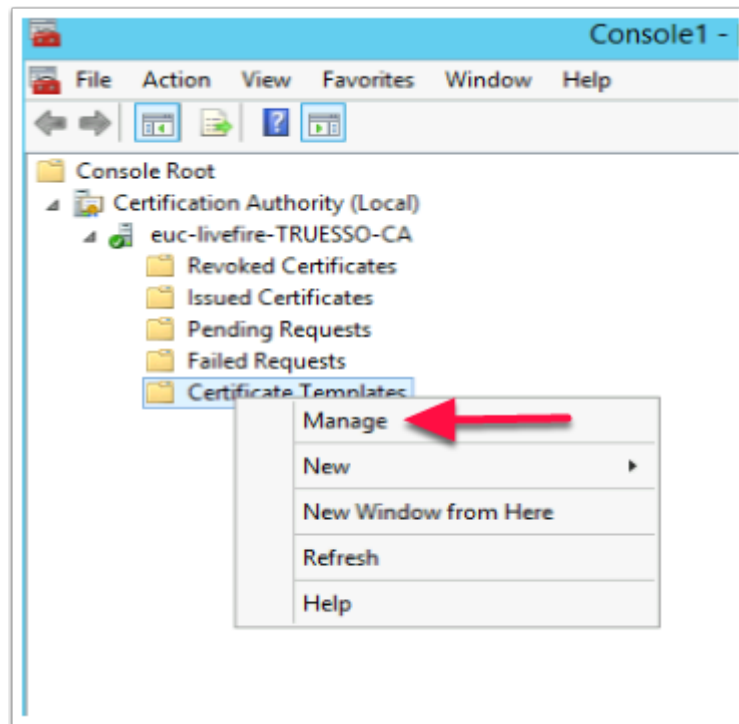 Console1 -
File Action View Favorites Window Help
Console Root
Certification Authority (Local)
euc-livefire-TRUESSO-CA
Revoked Certificates
Issued Certificates
Pending Requests
Failed Requests
Certificate Templates
Manage
New
New Window from Here
Refresh
Help